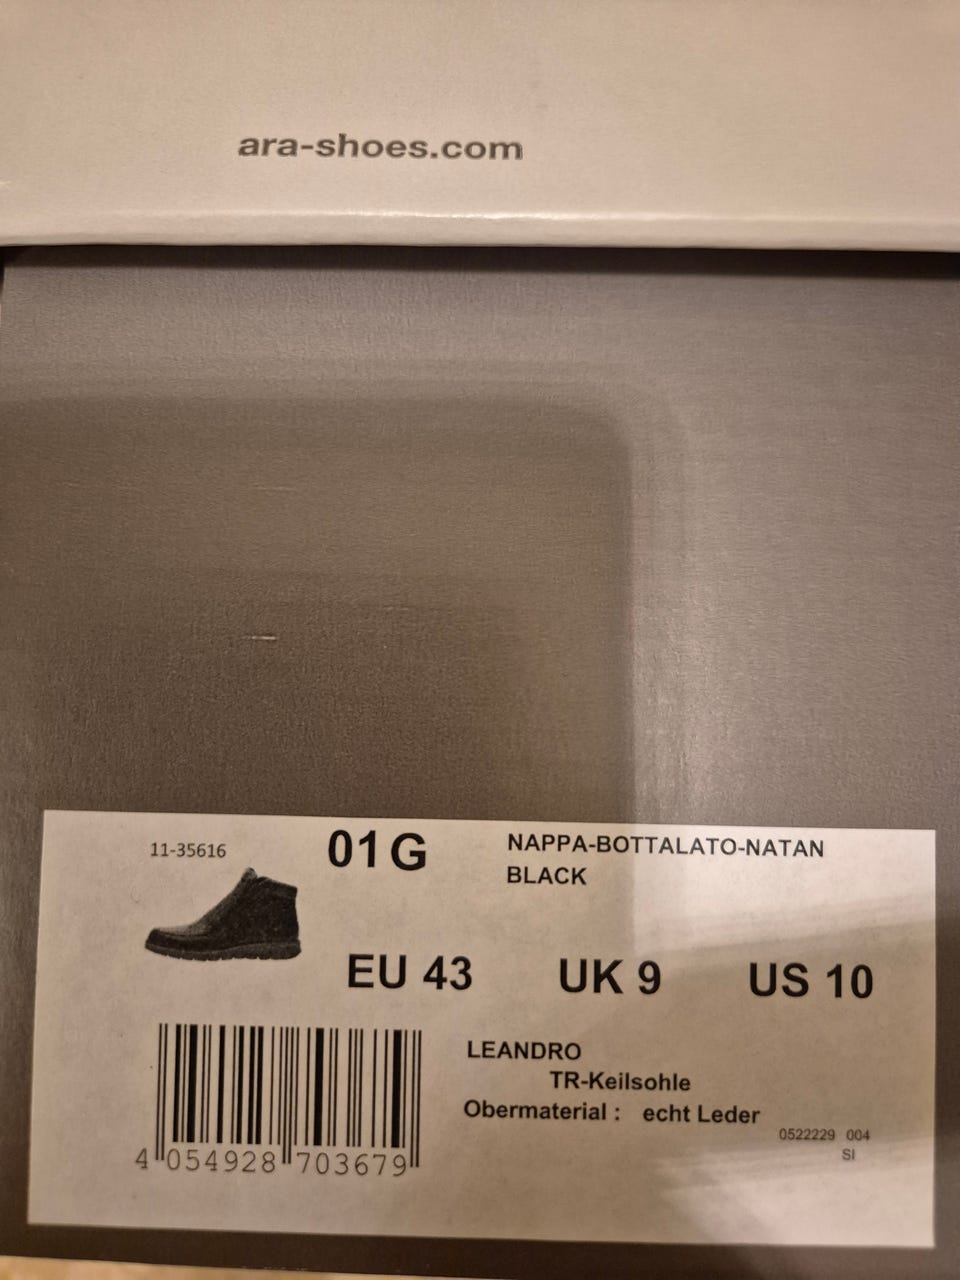 ara-shoes.com
11-35616
01 G
NAPPA-BOTTALATO-NATAN
BLACK
EU 43 UK 9 US 10
LEANDRO
TR-Keilsohle
Obermaterial : echt Leder
0522229 004
SI
4 054928 703679